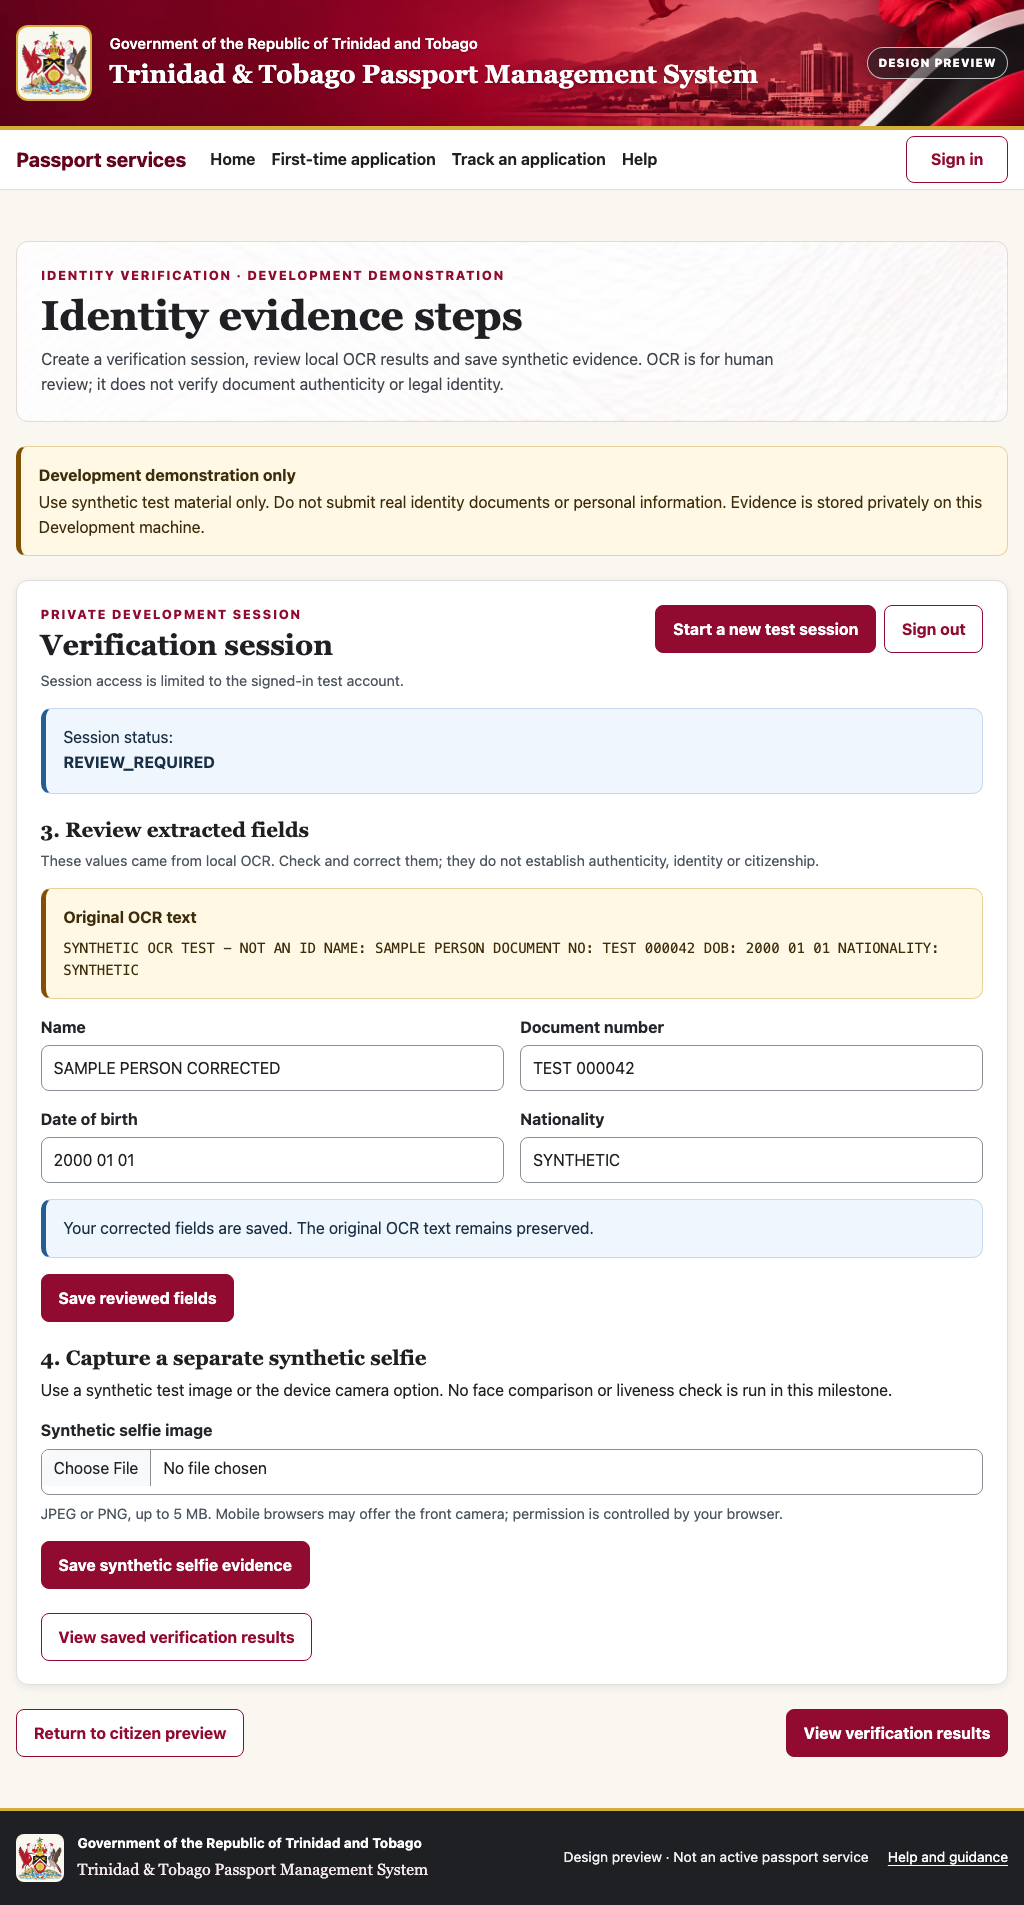 Government of the Republic of Trinidad and Tobago
Trinidad & Tobago Passport Management System
DESIGN PREVIEW
Passport services
Home
First-time application
Track an application
Help
Sign in
IDENTITY VERIFICATION · DEVELOPMENT DEMONSTRATION
Identity evidence steps
Create a verification session, review local OCR results and save synthetic evidence. OCR is for human
review; it does not verify document authenticity or legal identity.
Development demonstration only
Use synthetic test material only. Do not submit real identity documents or personal information. Evidence is stored privately on this
Development machine.
PRIVATE DEVELOPMENT SESSION
Verification session
Session access is limited to the signed-in test account.
Start a new test session
Sign out
Session status:
REVIEW_REQUIRED
3. Review extracted fields
These values came from local OCR. Check and correct them; they do not establish authenticity, identity or citizenship.
Original OCR text
SYNTHETIC OCR TEST – NOT AN ID NAME: SAMPLE PERSON DOCUMENT NO: TEST 000042 DOB: 2000 01 01 NATIONALITY:
SYNTHETIC
Name
SAMPLE PERSON CORRECTED
Document number
TEST 000042
Date of birth
2000 01 01
Nationality
SYNTHETIC
Your corrected fields are saved. The original OCR text remains preserved.
Save reviewed fields
4. Capture a separate synthetic selfie
Use a synthetic test image or the device camera option. No face comparison or liveness check is run in this milestone.
Synthetic selfie image
Choose File
No file chosen
JPEG or PNG, up to 5 MB. Mobile browsers may offer the front camera; permission is controlled by your browser.
Save synthetic selfie evidence
View saved verification results
Return to citizen preview
View verification results
Government of the Republic of Trinidad and Tobago
Trinidad & Tobago Passport Management System
Design preview · Not an active passport service
Help and guidance